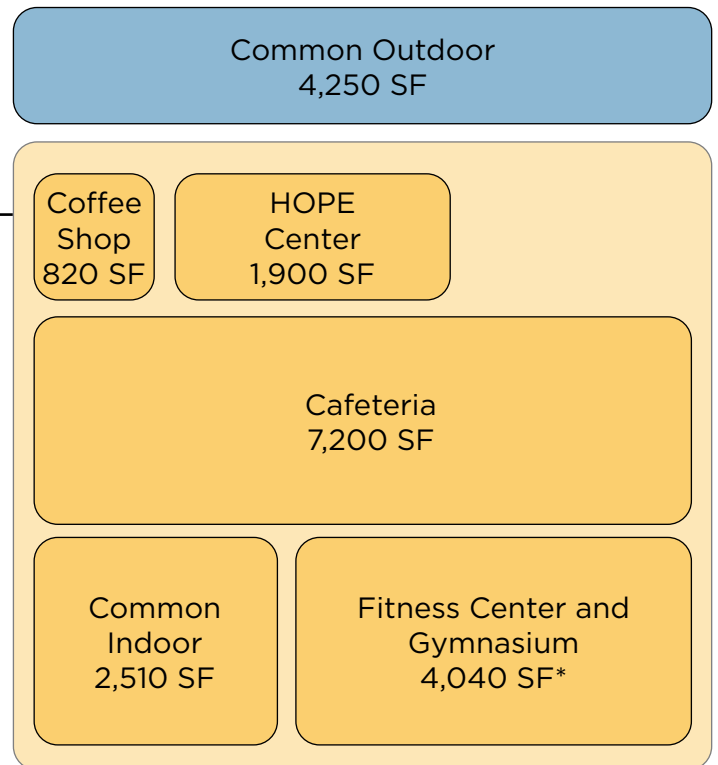 Common Outdoor
4,250 SF
Coffee
Shop
820 SF
HOPE
Center
1,900 SF
Cafeteria
7,200 SF
Common
Indoor
2,510 SF
Fitness Center and
Gymnasium
4,040 SF*